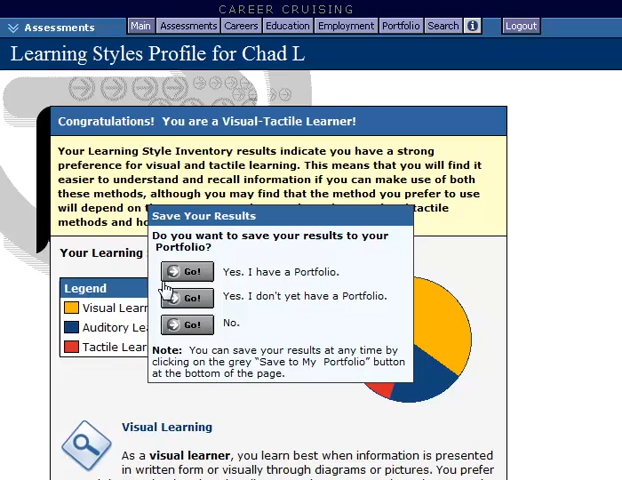 CAREER CRUISING
Assessments
Main Assessments Careers Education Employment Portfolio Search i Logout
Learning Styles Profile for Chad L
Congratulations! You are a Visual-Tactile Learner!
Your Learning Style Inventory results indicate you have a strong
preference for visual and tactile learning. This means that you will find it
easier to understand and recall information if you can make use of both
these methods, although you may find that the method you prefer to use
will depend on
tactile
methods and
Your Learning
Legend
Visual
Auditory
Tactile
Save Your Results
Do you want to save your results to your
Portfolio?
Go! Yes. I have a Portfolio.
Go! Yes. I don't yet have a Portfolio.
Go! No.
Note: You can save your results at any time by
clicking on the grey "Save to My Portfolio" button
at the bottom of the page.
Visual Learning
As a visual learner, you learn best when information is presented
in written form or visually through diagrams or pictures. You prefer